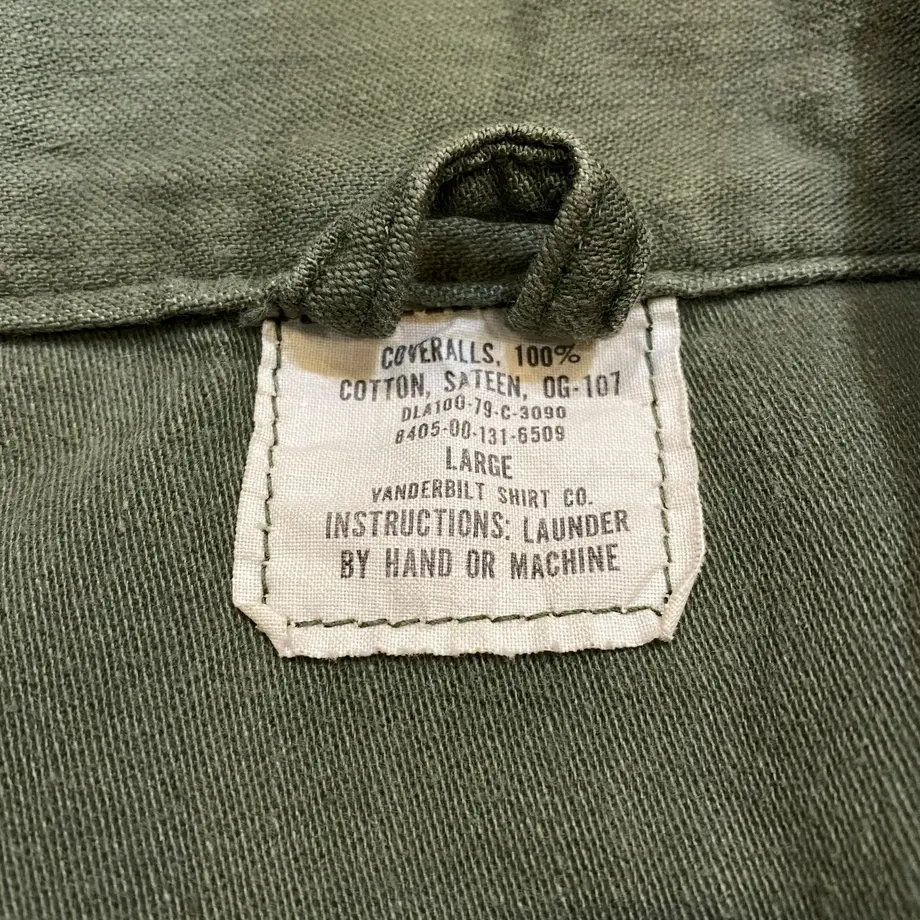 COVERALLS, 100%
COTTON, SATEEN, OG-107
DLA100-79-C-3090
8405-00-131-6509
LARGE
VANDERBILT SHIRT CO.
INSTRUCTIONS: LAUNDER
BY HAND OR MACHINE